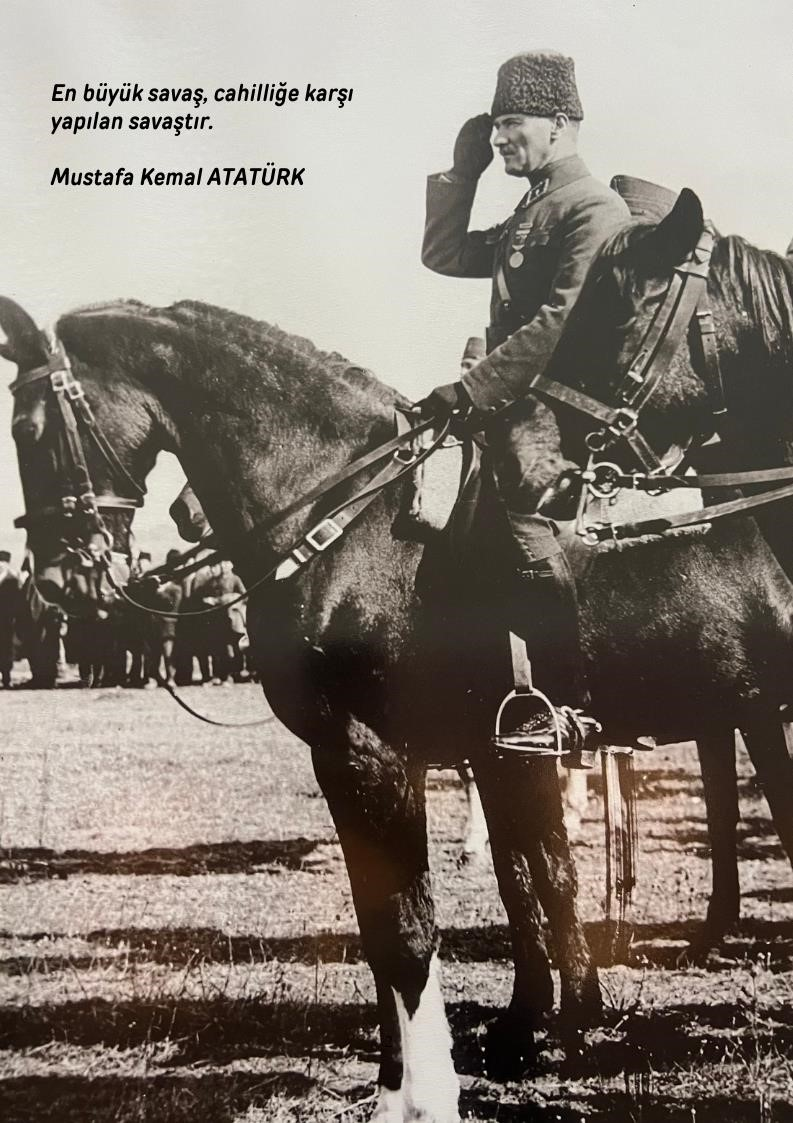 En büyük savaş, cahilliğe karşı
yapılan savaştır.
Mustafa Kemal ATATÜRK